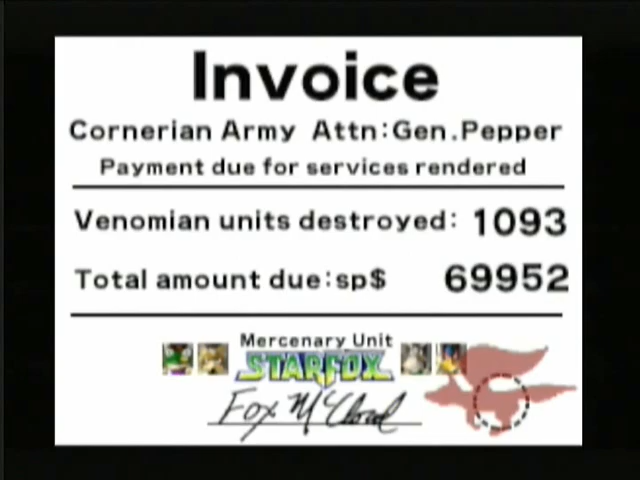 Invoice
Cornerian Army Attn:Gen.Pepper
Payment due for services rendered
Venomian units destroyed: 1093
Total amount due:sp$ 69952
Mercenary Unit
STARFOX
Fox McCloud